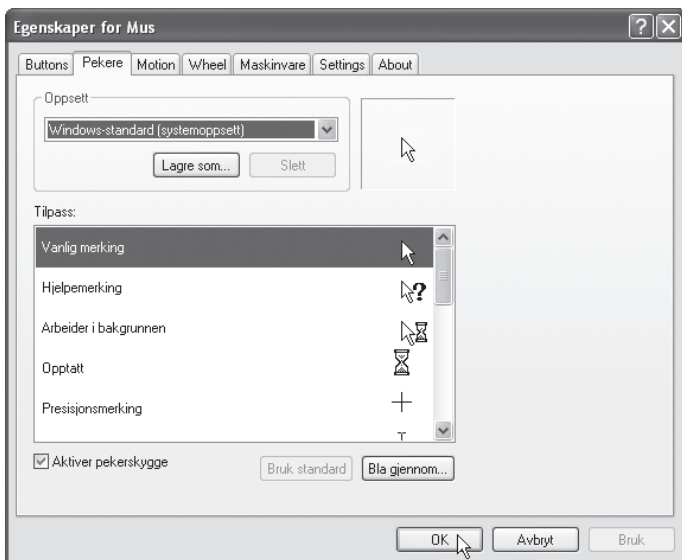 Egenskaper for Mus
Buttons Pekere Motion Wheel Maskinvare Settings About
Oppsett
Windows-standard (systemoppsett)
Lagre som... Slett
Tilpass:
Vanlig merking
Hjelpemerking
Arbeider i bakgrunnen
Opptatt
Presisjonsmerking
Aktiver pekerskygge Bruk standard Bla gjennom...
OK Avbryt Bruk